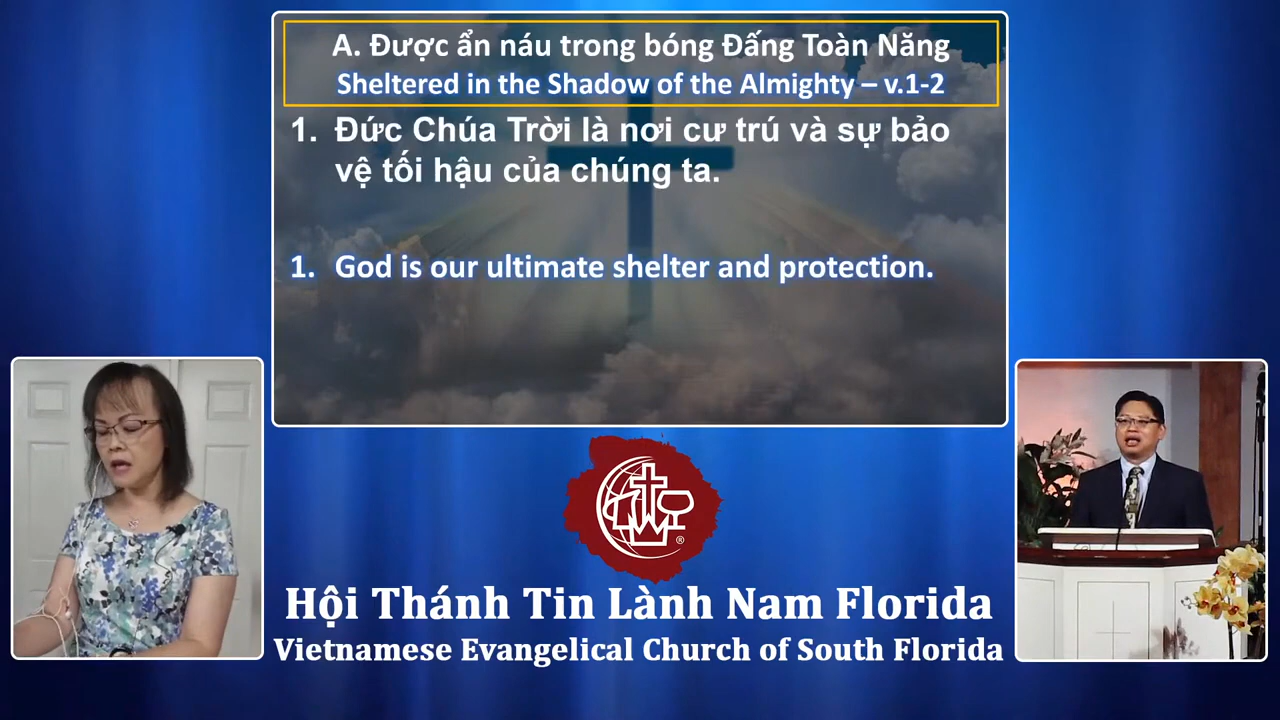 A. Được ẩn náu trong bóng Đấng Toàn Năng
Sheltered in the Shadow of the Almighty – v.1-2
1. Đức Chúa Trời là nơi cư trú và sự bảo
vệ tối hậu của chúng ta.
1. God is our ultimate shelter and protection.
®
Hội Thánh Tin Lành Nam Florida
Vietnamese Evangelical Church of South Florida